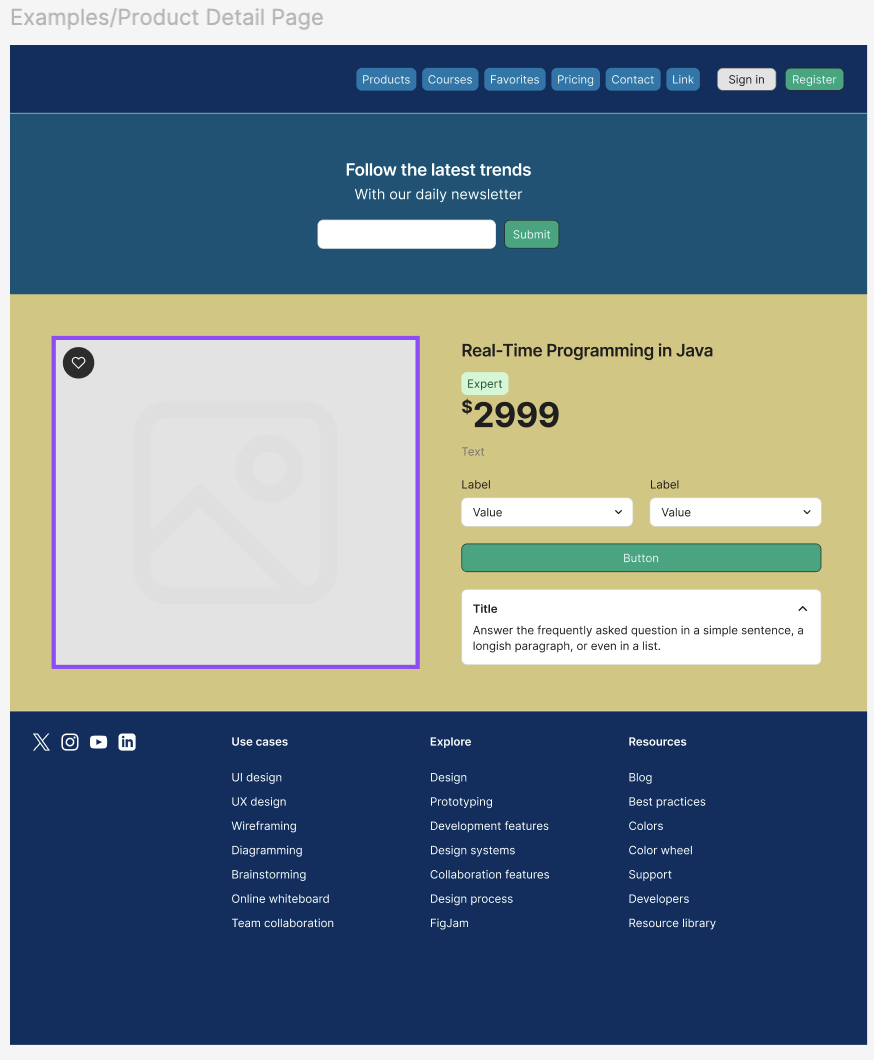 Examples/Product Detail Page
Products Courses Favorites Pricing Contact Link Sign in Register
Follow the latest trends
With our daily newsletter
Submit
Real-Time Programming in Java
Expert
$2999
Text
Label Label
Value Value
Button
Title
Answer the frequently asked question in a simple sentence, a
longish paragraph, or even in a list.
Use cases Explore Resources
UI design Design Blog
UX design Prototyping Best practices
Wireframing Development features Colors
Diagramming Design systems Color wheel
Brainstorming Collaboration features Support
Online whiteboard Design process Developers
Team collaboration FigJam Resource library